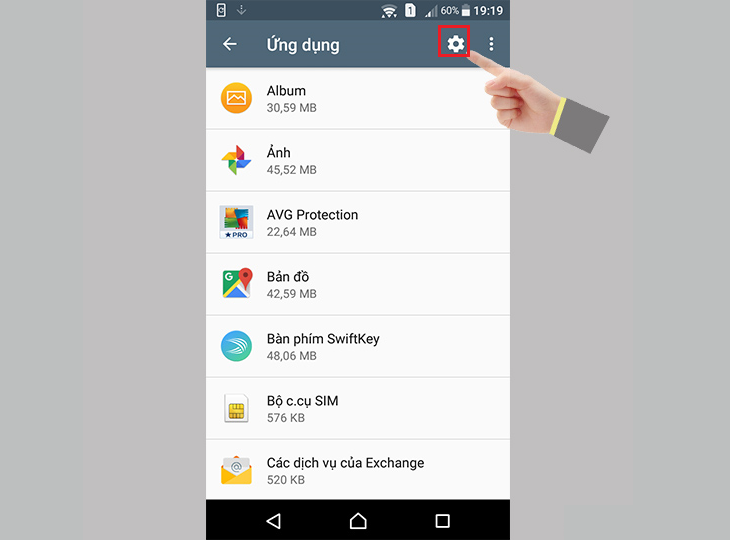 1 60% 19:19
Ứng dụng
Album
30,59 MB
Ảnh
45,52 MB
AVG Protection
22,64 MB
PRO
Bản đồ
42,59 MB
G
Bàn phím SwiftKey
48,06 MB
Bộ c.cụ SIM
576 KB
Các dịch vụ của Exchange
520 KB
@